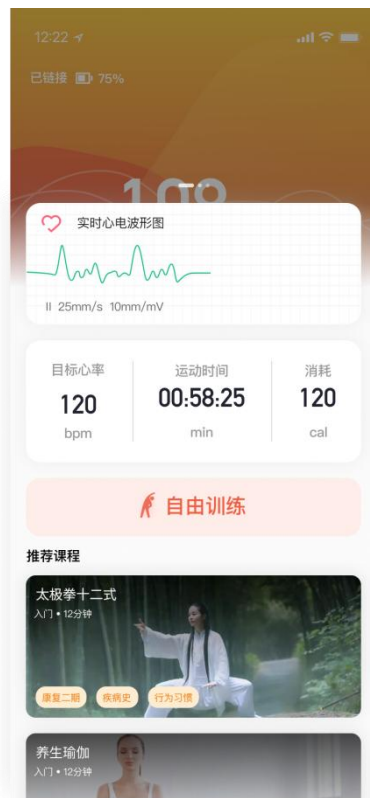 12:22
已链接 75%
109
实时心电波形图
II 25mm/s 10mm/mV
目标心率 运动时间 消耗
120 00:58:25 120
bpm min cal
自由训练
推荐课程
太极拳十二式
入门 • 12分钟
康复二期 疾病史 行为习惯
养生瑜伽
入门 • 12分钟